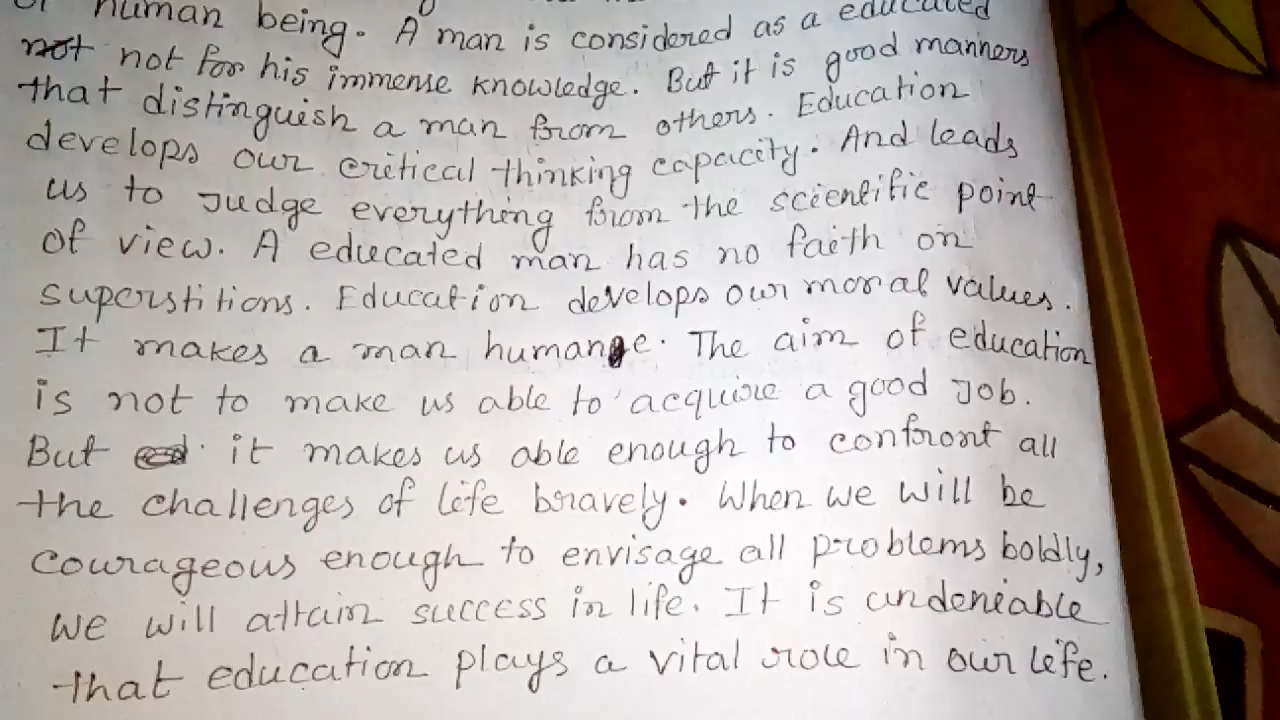 of human being. A man is considered as a educated
not not for his immense knowledge. But it is good manners
that distinguish a man from others. Education
develops our critical thinking capacity. And leads
us to Judge everything from the scientific point
of view. A educated man has no faith on
superstitions. Education develops our moral values.
It makes a man humane. The aim of education
is not to make us able to acquire a good Job.
But it makes us able enough to confront all
the challenges of life bravely. When we will be
courageous enough to envisage all problems boldly,
we will attain success in life. It is undeniable
that education plays a vital role in our life.